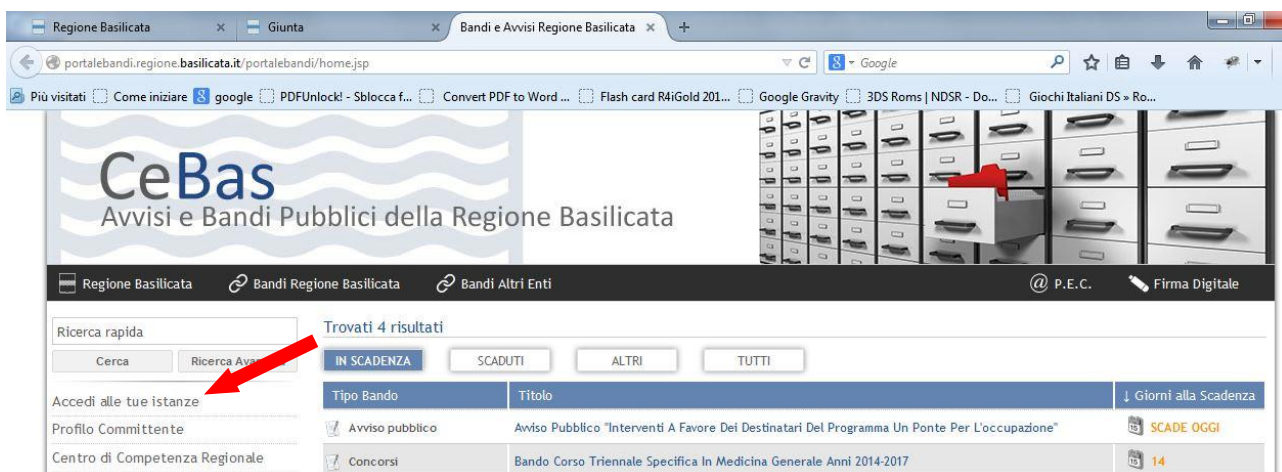 Regione Basilicata × Giunta × Bandi e Avvisi Regione Basilicata × +
portalebandi.regione.basilicata.it/portalebandi/home.jsp Google
Più visitati Come iniziare google PDFUnlock! - Sblocca f... Convert PDF to Word ... Flash card R4iGold 201... Google Gravity 3DS Roms | NDSR - Do... Giochi Italiani DS » Ro...
CeBas
Avvisi e Bandi Pubblici della Regione Basilicata
Regione Basilicata Bandi Regione Basilicata Bandi Altri Enti @ P.E.C. Firma Digitale
Ricerca rapida
Cerca Ricerca
Accedi alle tue istanze
Profilo Committente
Centro di Competenza Regionale
Trovati 4 risultati
IN SCADENZA SCADUTI ALTRI TUTTI
Tipo Bando Titolo ↓ Giorni alla Scadenza
Avviso pubblico Avviso Pubblico "Interventi A Favore Dei Destinatari Del Programma Un Ponte Per L'occupazione" 15 SCADE OGGI
Concorsi Bando Corso Triennale Specifica In Medicina Generale Anni 2014-2017 15 14